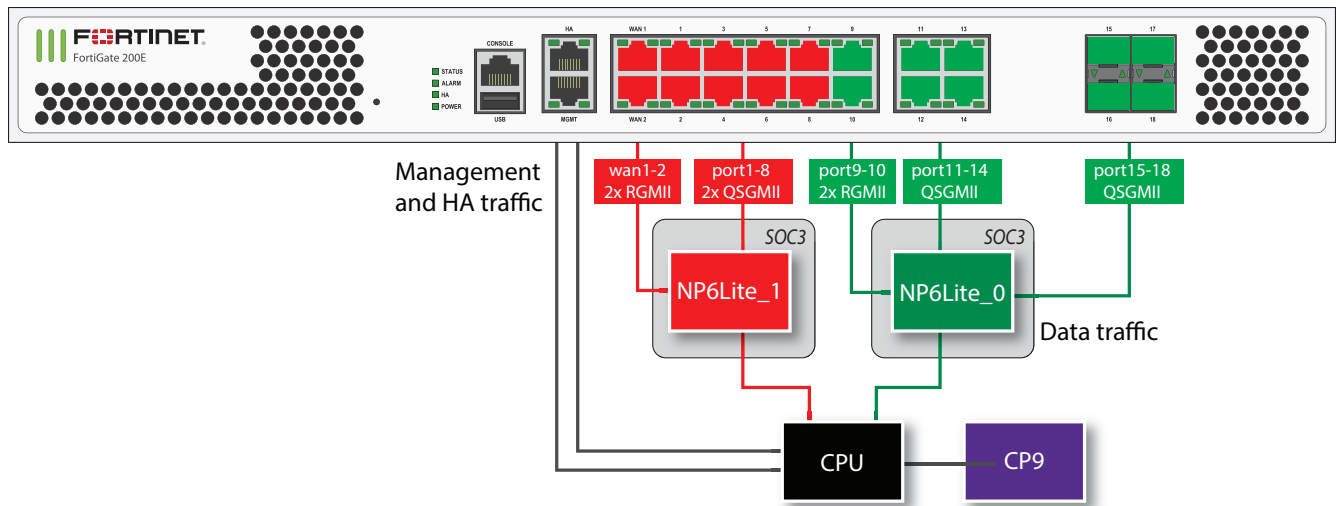 FORTINET
FortiGate 200E
STATUS
ALARM
HA
POWER
CONSOLE
USB
HA
MGMT
WAN 1 1 3 5 7 9
WAN 2 2 4 6 8 10
11 13
12 14
15 17
16 18
Management
and HA traffic
wan1-2
2x RGMII
port1-8
2x QSGMII
port9-10
2x RGMII
port11-14
QSGMII
port15-18
QSGMII
SOC3
NP6Lite_1
SOC3
NP6Lite_0
Data traffic
CPU
CP9